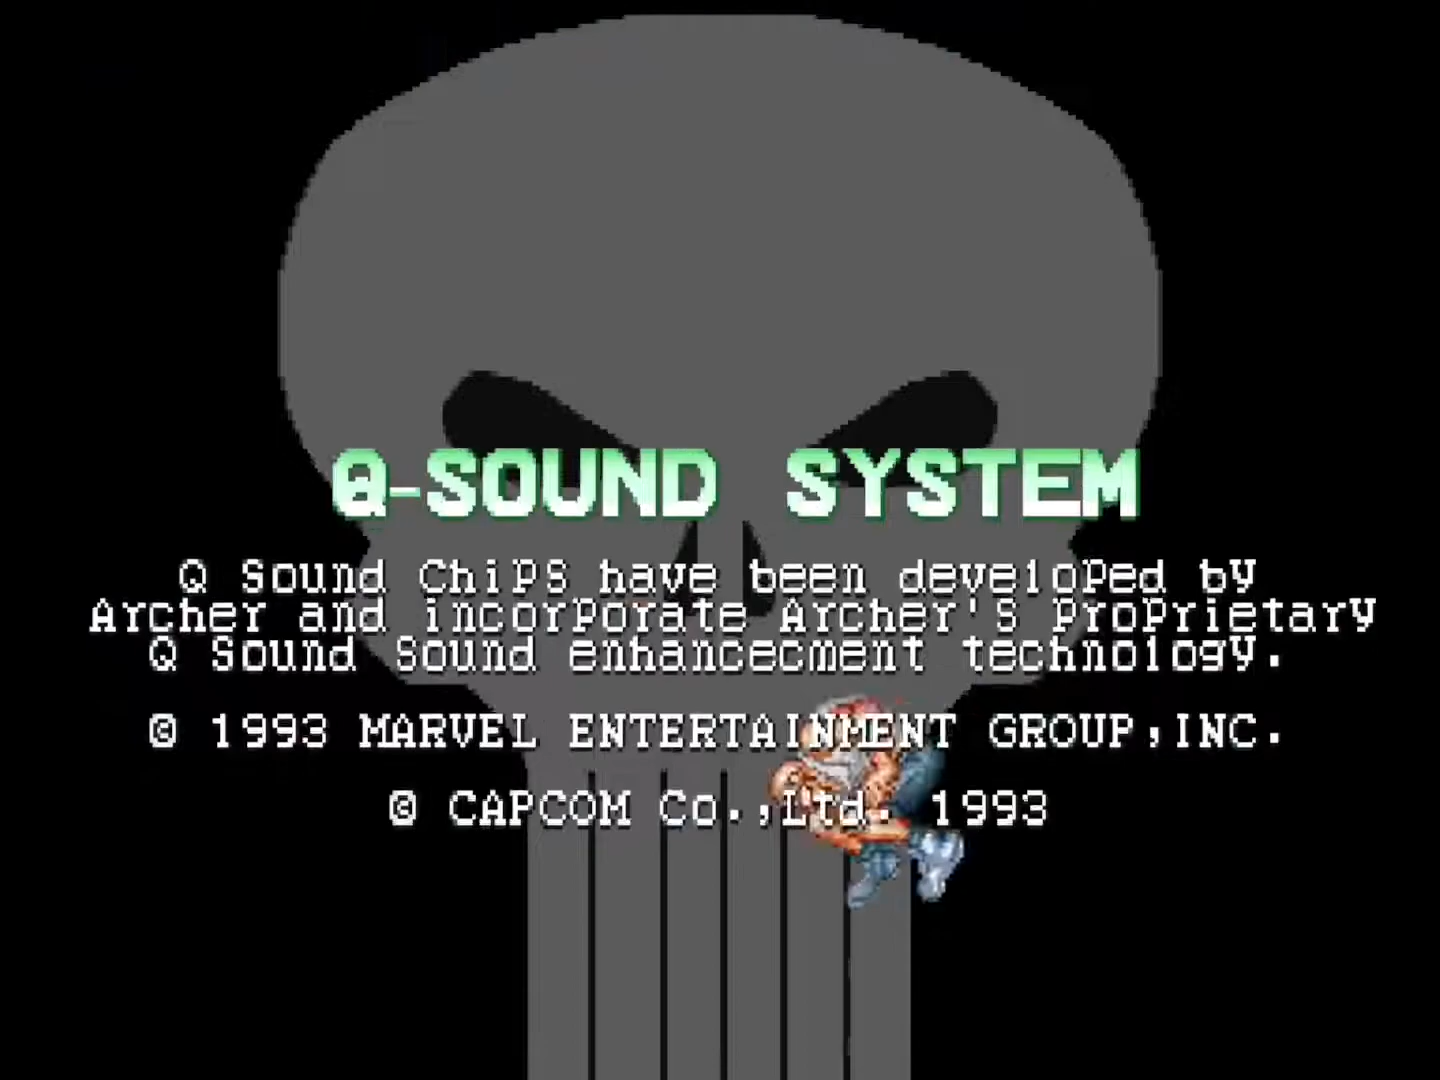 Q-SOUND SYSTEM
Q Sound ChiPS have been develoPed bY
Archer and incorPorate Archer'S ProPrietarY
Q Sound Sound enhancecment technologY.
© 1993 MARVEL ENTERTAINMENT GROUP,INC.
© CAPCOM Co.,Ltd. 1993